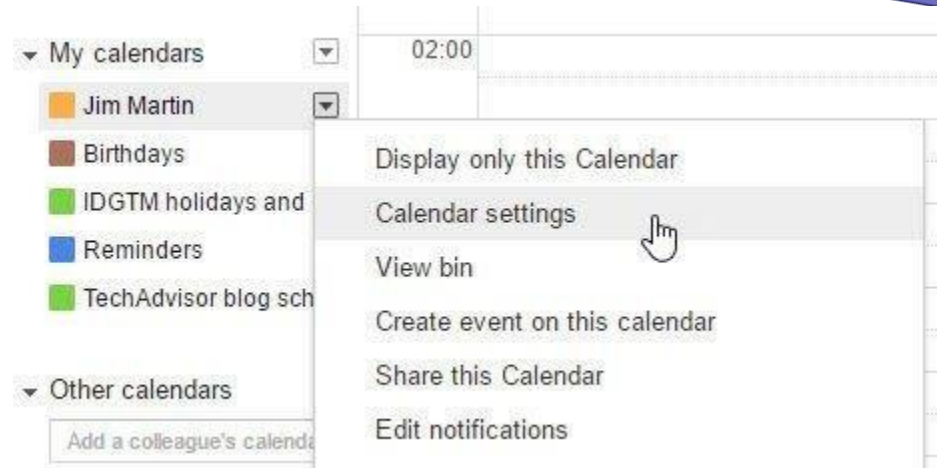 My calendars
02:00
Jim Martin
Birthdays
Display only this Calendar
IDGTM holidays and
Calendar settings
Reminders
View bin
TechAdvisor blog sch
Create event on this calendar
Share this Calendar
Other calendars
Add a colleague's calenda
Edit notifications